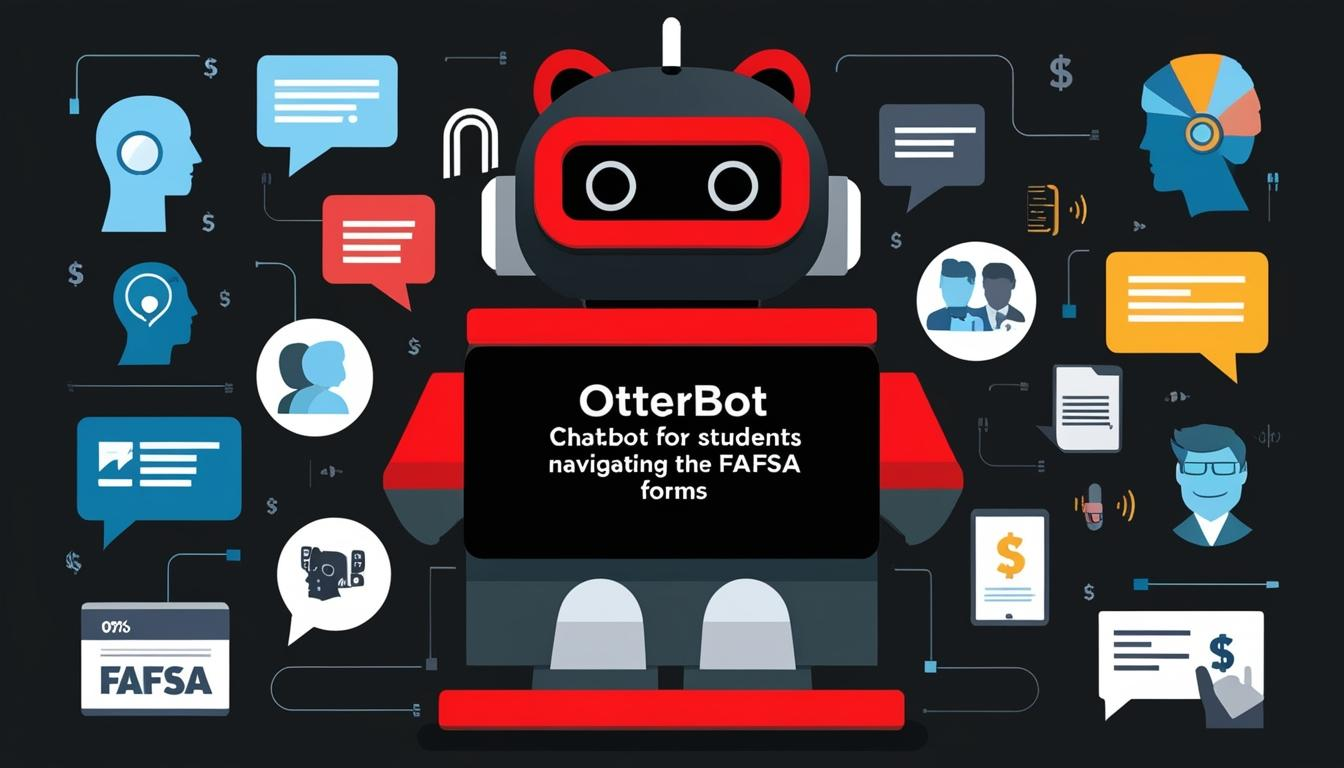 OtterBot
Chatbot for students
navigating the FAFSA
forms
FAFSA